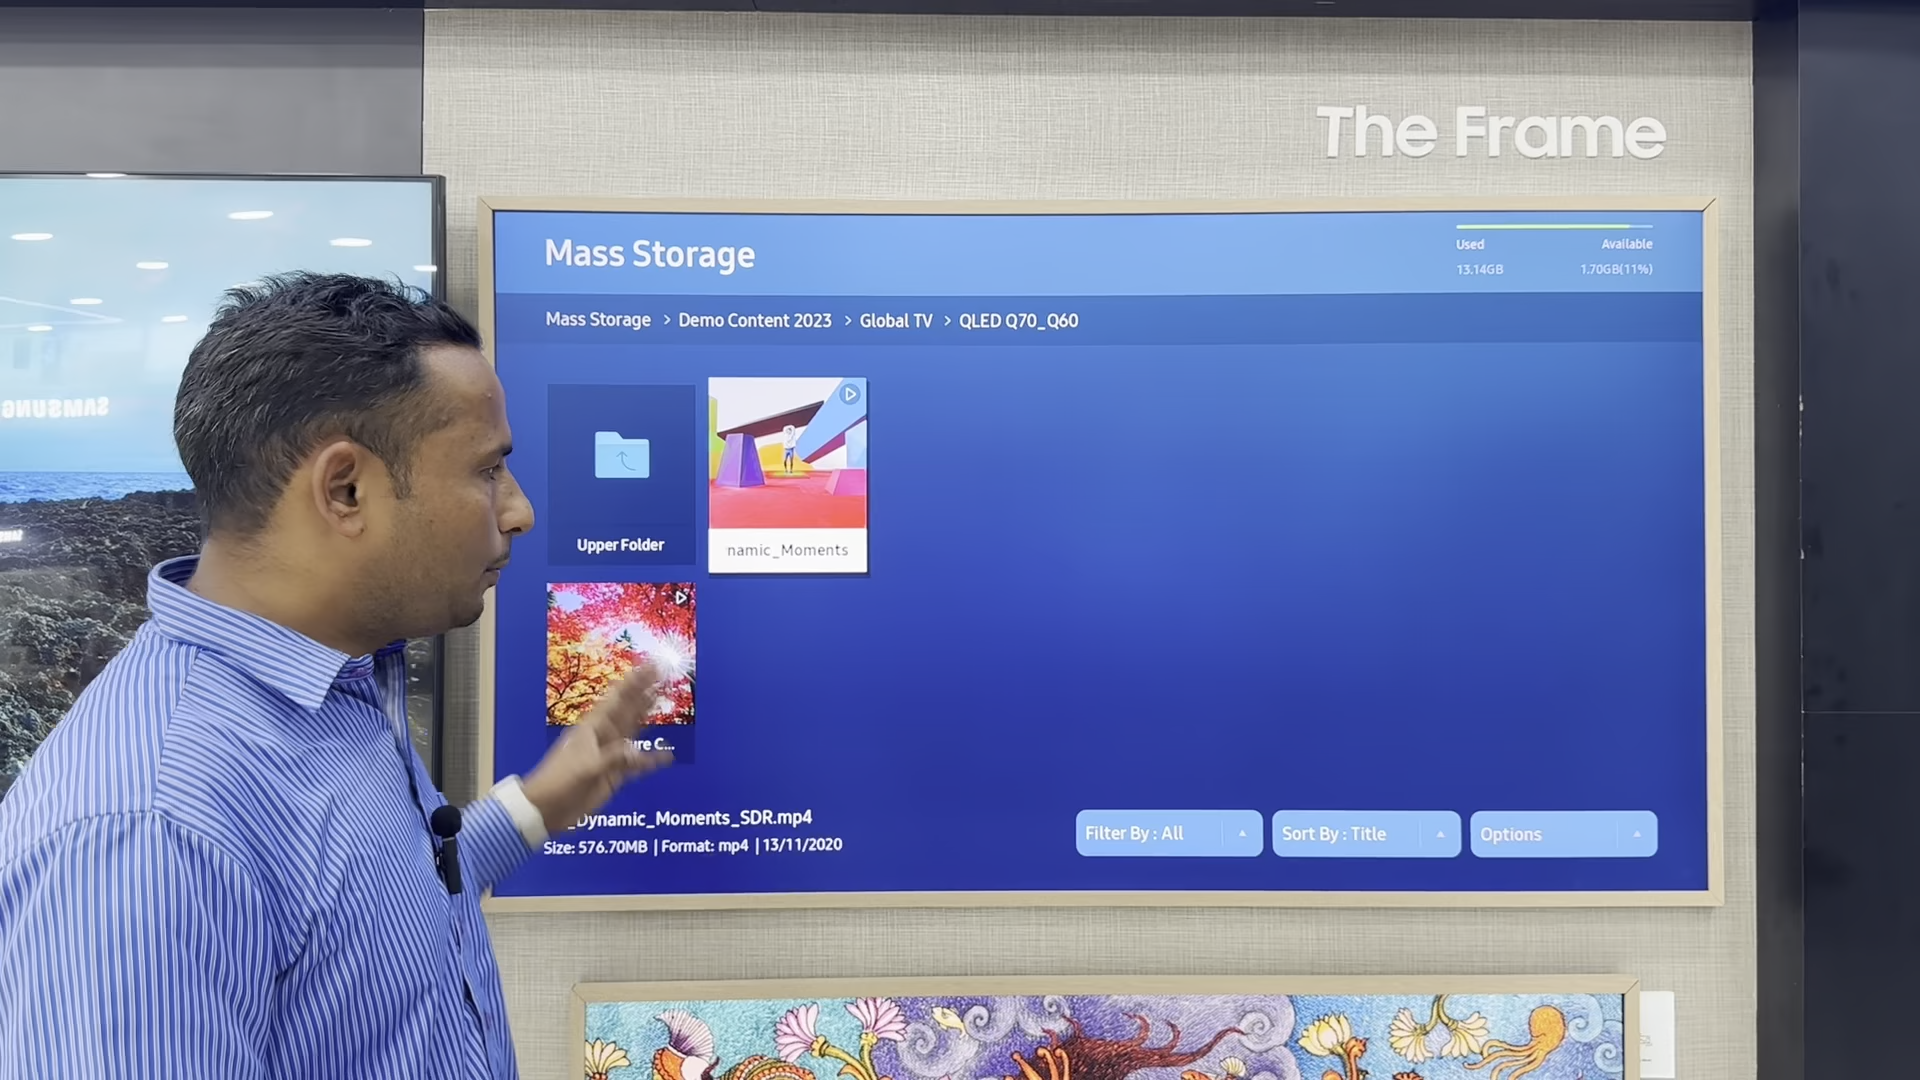 The Frame
Mass Storage
Used Available
13.14GB 1.70GB(11%)
Mass Storage > Demo Content 2023 > Global TV > QLED Q70_Q60
SAMSUNG
Upper Folder
namic_Moments
ure C...
_Dynamic_Moments_SDR.mp4
Size: 576.70MB | Format: mp4 | 13/11/2020
Filter By : All
Sort By : Title
Options